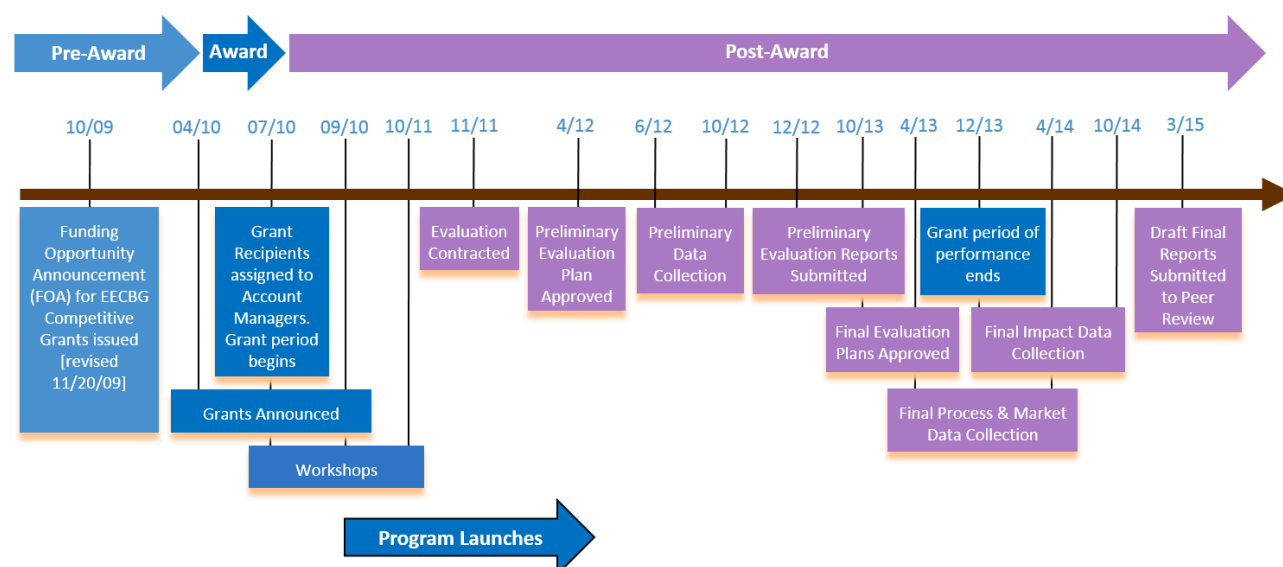 Pre-Award
Award
Post-Award
10/09
04/10
07/10
09/10
10/11
11/11
4/12
6/12
10/12
12/12
10/13
4/13
12/13
4/14
10/14
3/15
Funding
Opportunity
Announcement
(FOA) for EECBG
Competitive
Grants issued
[revised
11/20/09]
Grant
Recipients
assigned to
Account
Managers.
Grant period
begins
Grants Announced
Workshops
Evaluation
Contracted
Preliminary
Evaluation
Plan
Approved
Preliminary
Data
Collection
Preliminary
Evaluation Reports
Submitted
Final Evaluation
Plans Approved
Grant period of
performance
ends
Final Impact Data
Collection
Final Process & Market
Data Collection
Draft Final
Reports
Submitted
to Peer
Review
Program Launches